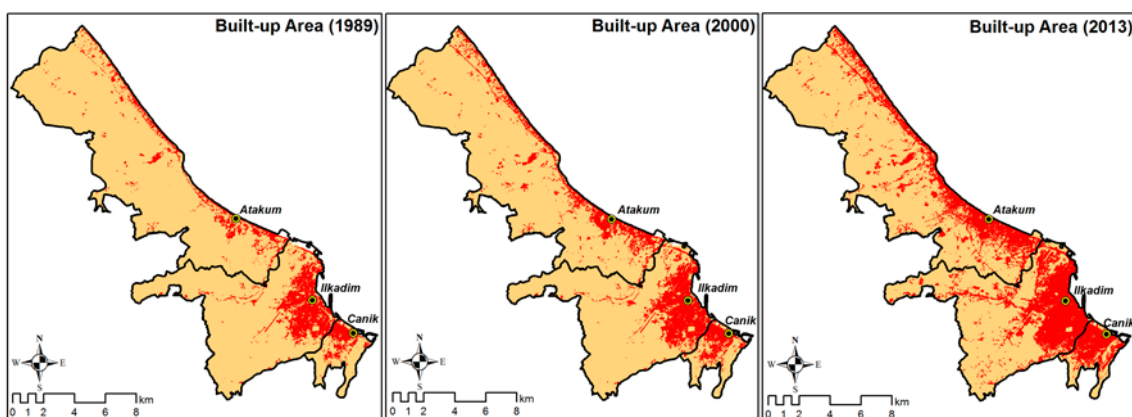 Built-up Area (1989)
Atakum
Ilkadim
Canik
N
W E
S
km
0 1 2 4 6 8
Built-up Area (2000)
Atakum
Ilkadim
Canik
N
W E
S
km
0 1 2 4 6 8
Built-up Area (2013)
Atakum
Ilkadim
Canik
N
W E
S
km
0 1 2 4 6 8